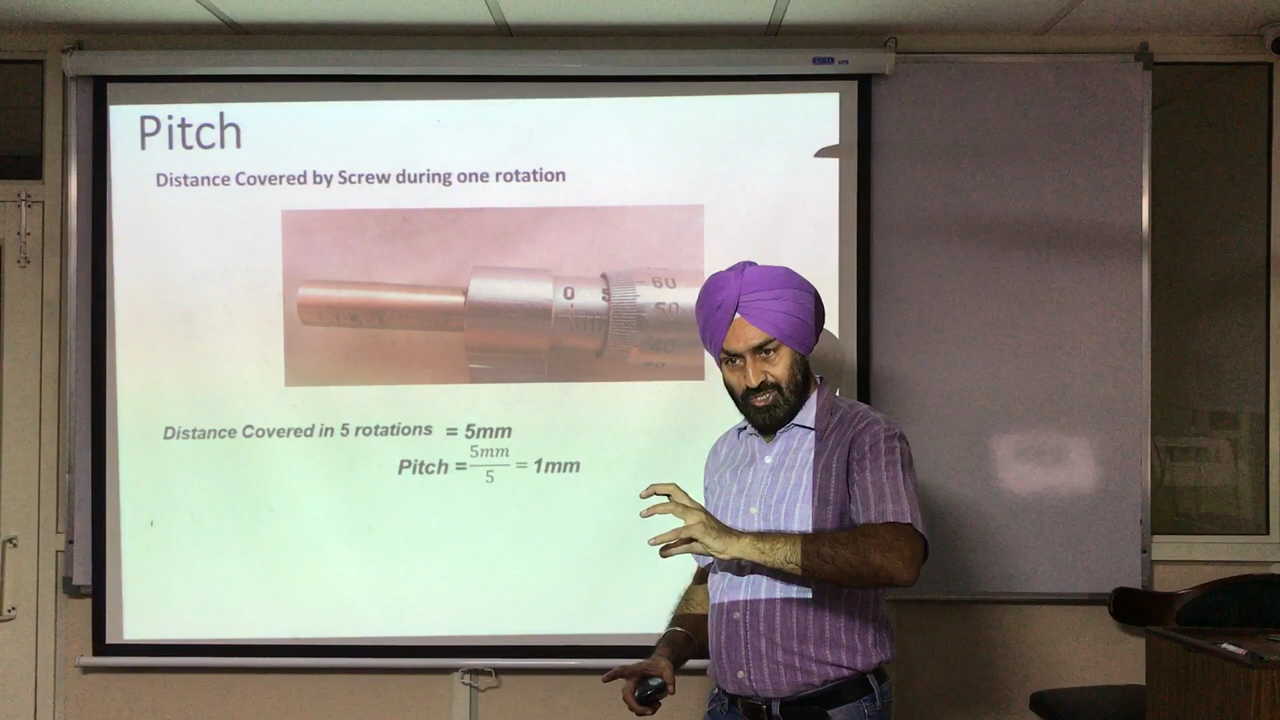 Pitch
Distance Covered by Screw during one rotation
0 5
60
50
40
Distance Covered in 5 rotations = 5mm
Pitch = 5mm/5 = 1mm